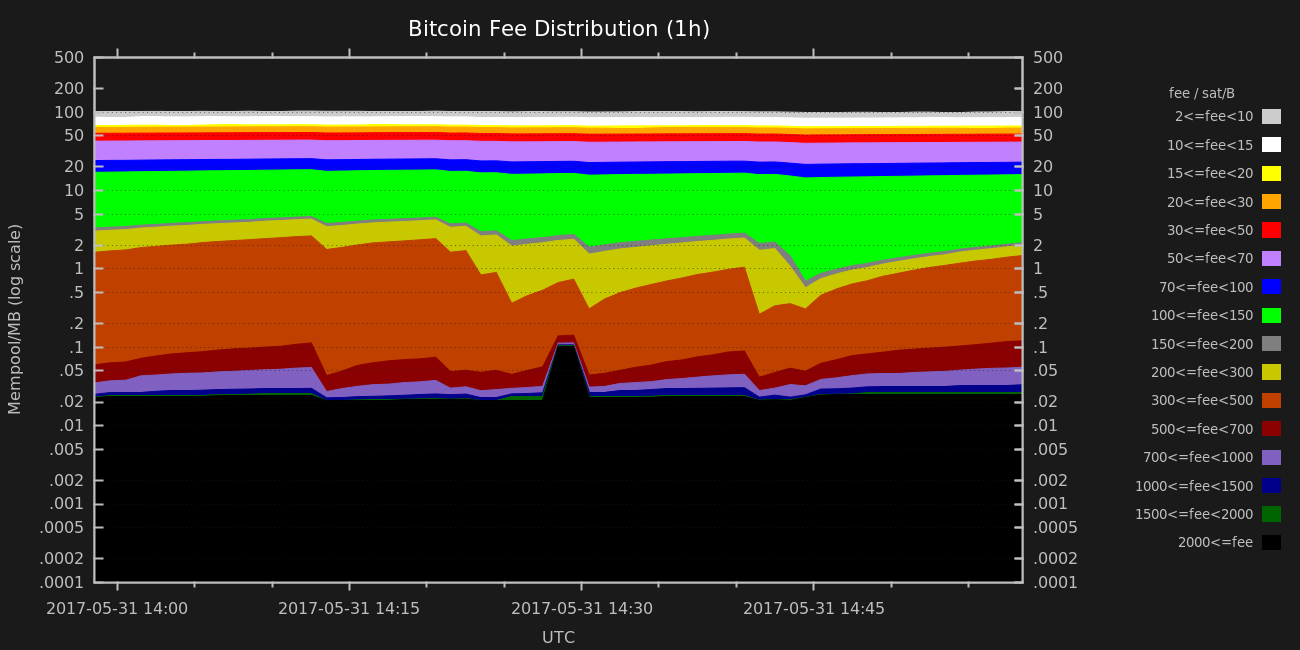 Bitcoin Fee Distribution (1h)
Mempool/MB (log scale)
500
200
100
50
20
10
5
2
1
.5
.2
.1
.05
.02
.01
.005
.002
.001
.0005
.0002
.0001
500
200
100
50
20
10
5
2
1
.5
.2
.1
.05
.02
.01
.005
.002
.001
.0005
.0002
.0001
2017-05-31 14:00
2017-05-31 14:15
2017-05-31 14:30
2017-05-31 14:45
UTC
fee / sat/B
2<=fee<10
10<=fee<15
15<=fee<20
20<=fee<30
30<=fee<50
50<=fee<70
70<=fee<100
100<=fee<150
150<=fee<200
200<=fee<300
300<=fee<500
500<=fee<700
700<=fee<1000
1000<=fee<1500
1500<=fee<2000
2000<=fee